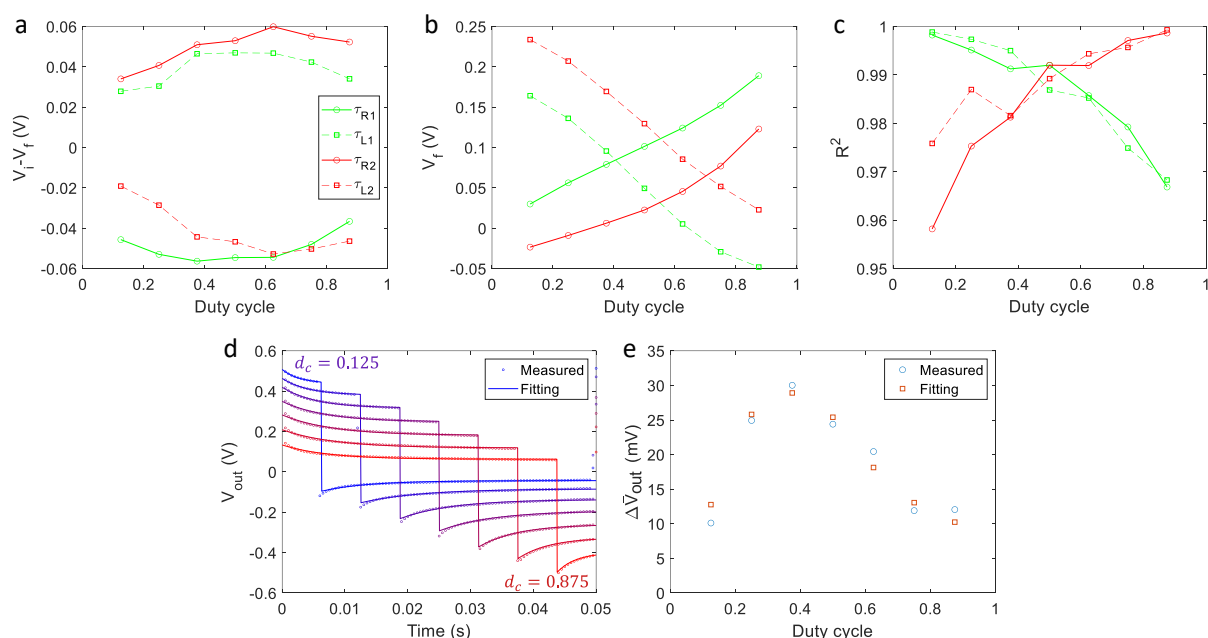 a
0.06
0.04
0.02
0
-0.02
-0.04
-0.06
V_i-V_f (V)
τ_R1
τ_L1
τ_R2
τ_L2
0 0.2 0.4 0.6 0.8 1
Duty cycle
b
0.25
0.20
0.15
0.10
0.05
0.00
-0.05
V_f (V)
0 0.2 0.4 0.6 0.8 1
Duty cycle
c
1
0.99
0.98
0.97
0.96
0.95
R²
0 0.2 0.4 0.6 0.8 1
Duty cycle
d
0.6
0.4
0.2
0
-0.2
-0.4
-0.6
V_out (V)
d_c = 0.125
Measured
Fitting
d_c = 0.875
0 0.01 0.02 0.03 0.04 0.05
Time (s)
e
35
30
25
20
15
10
5
0
ΔV̄_out (mV)
Measured
Fitting
0 0.2 0.4 0.6 0.8 1
Duty cycle